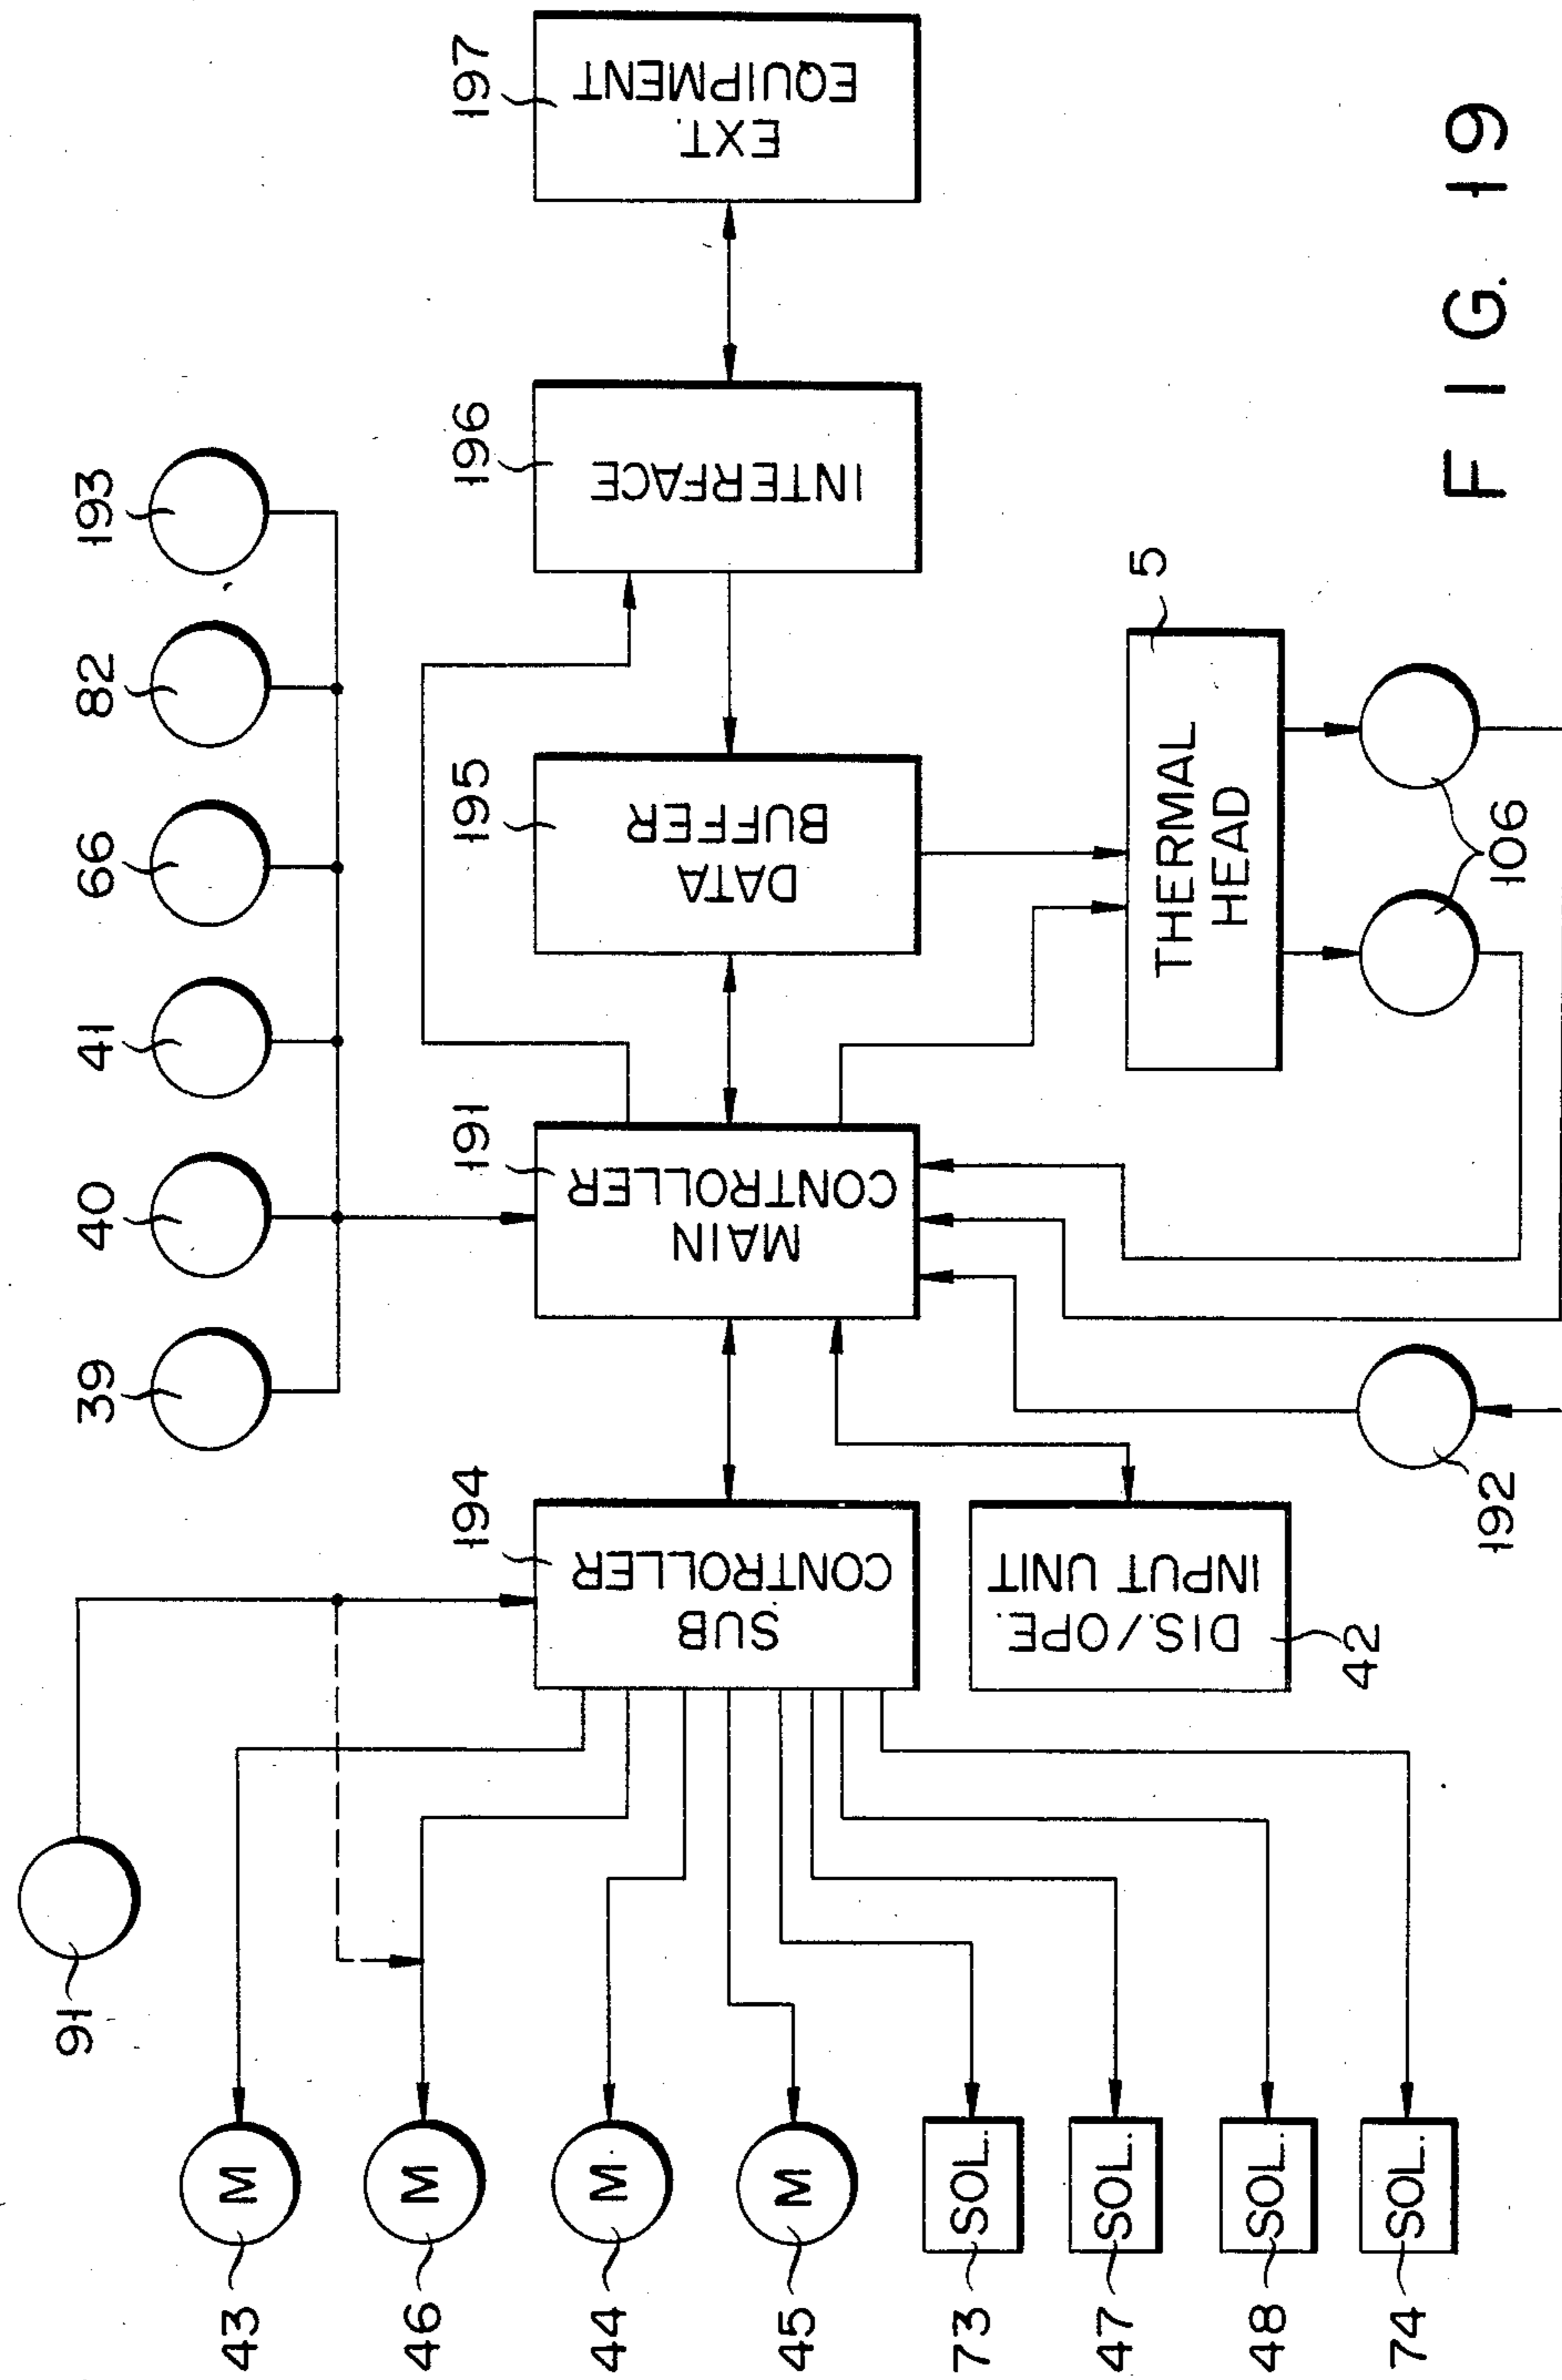 39
40
41
66
82
193
91
43
M
46
M
44
M
45
M
73
SOL.
47
SOL.
48
SOL.
74
SOL.
194
SUB
CONTROLLER
191
MAIN
CONTROLLER
195
DATA
BUFFER
196
INTERFACE
197
EXT.
EQUIPMENT
DIS./OPE.
INPUT UNIT
42
192
THERMAL
HEAD
5
106
FIG. 19